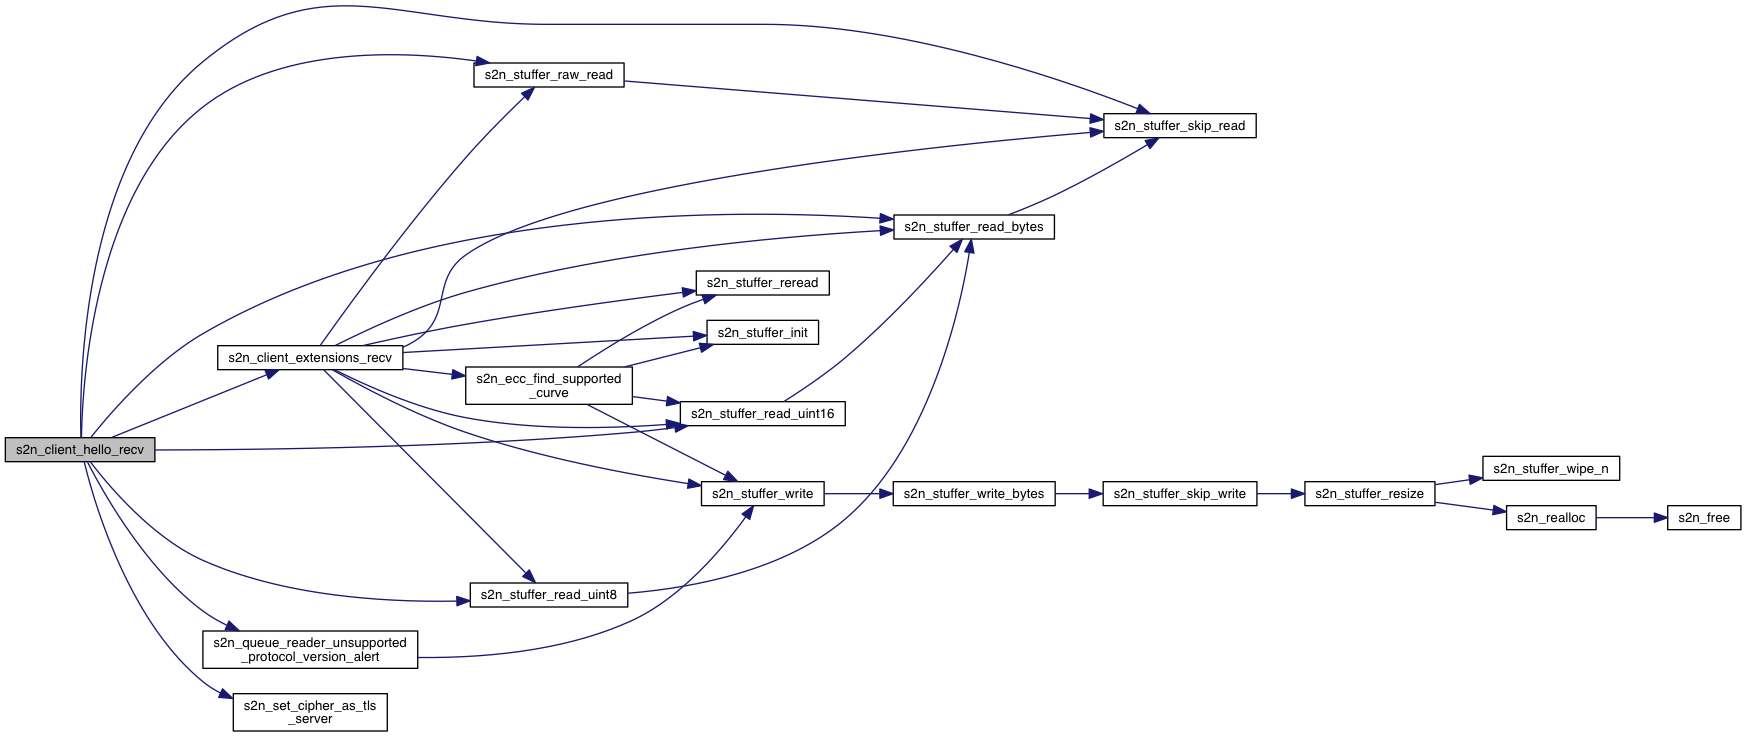 s2n_stuffer_raw_read
s2n_stuffer_skip_read
s2n_stuffer_read_bytes
s2n_stuffer_reread
s2n_stuffer_init
s2n_client_extensions_recv
s2n_ecc_find_supported
_curve
s2n_stuffer_read_uint16
s2n_client_hello_recv
s2n_stuffer_wipe_n
s2n_stuffer_write
s2n_stuffer_write_bytes
s2n_stuffer_skip_write
s2n_stuffer_resize
s2n_realloc
s2n_free
s2n_stuffer_read_uint8
s2n_queue_reader_unsupported
_protocol_version_alert
s2n_set_cipher_as_tls
_server